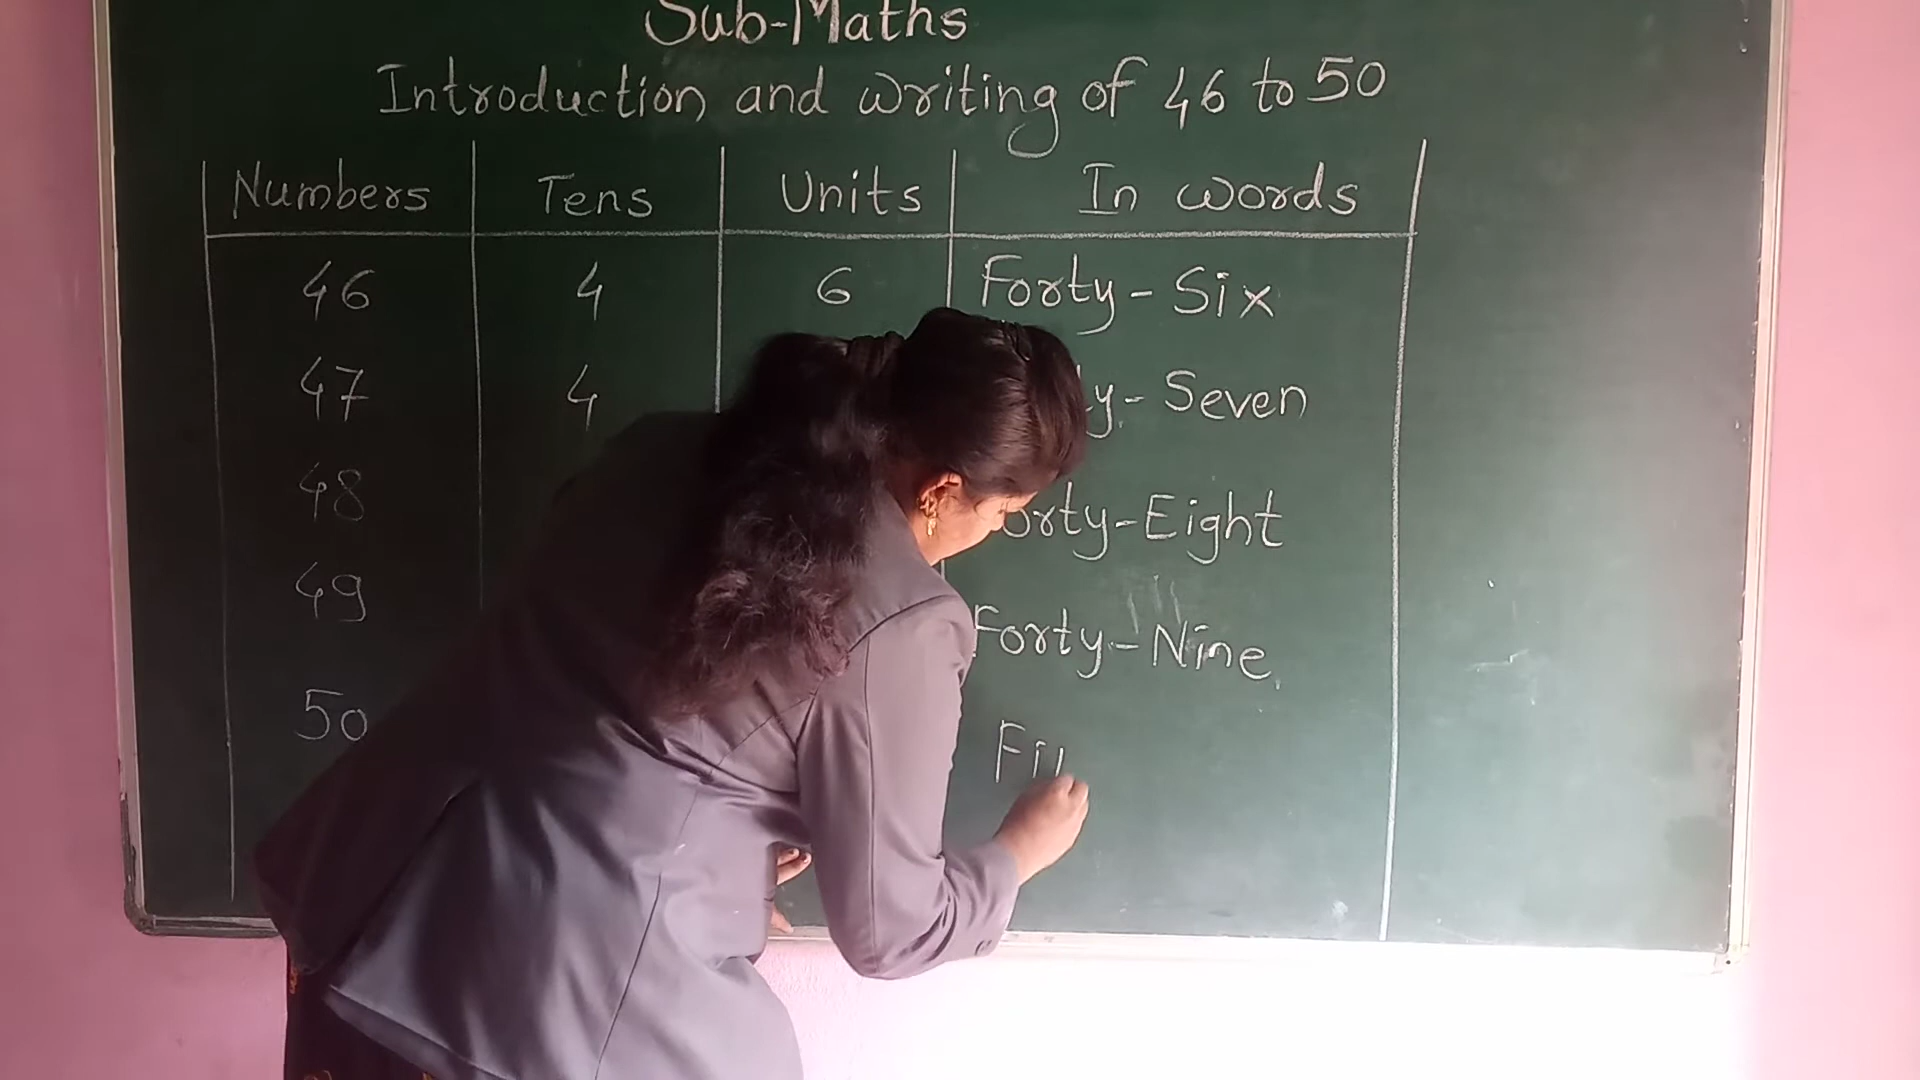 Sub-Maths
Introduction and writing of 46 to 50
Numbers Tens Units In words
46 4 6 Forty-Six
47 4 y-Seven
48 orty-Eight
49 Forty-Nine
50 Fi